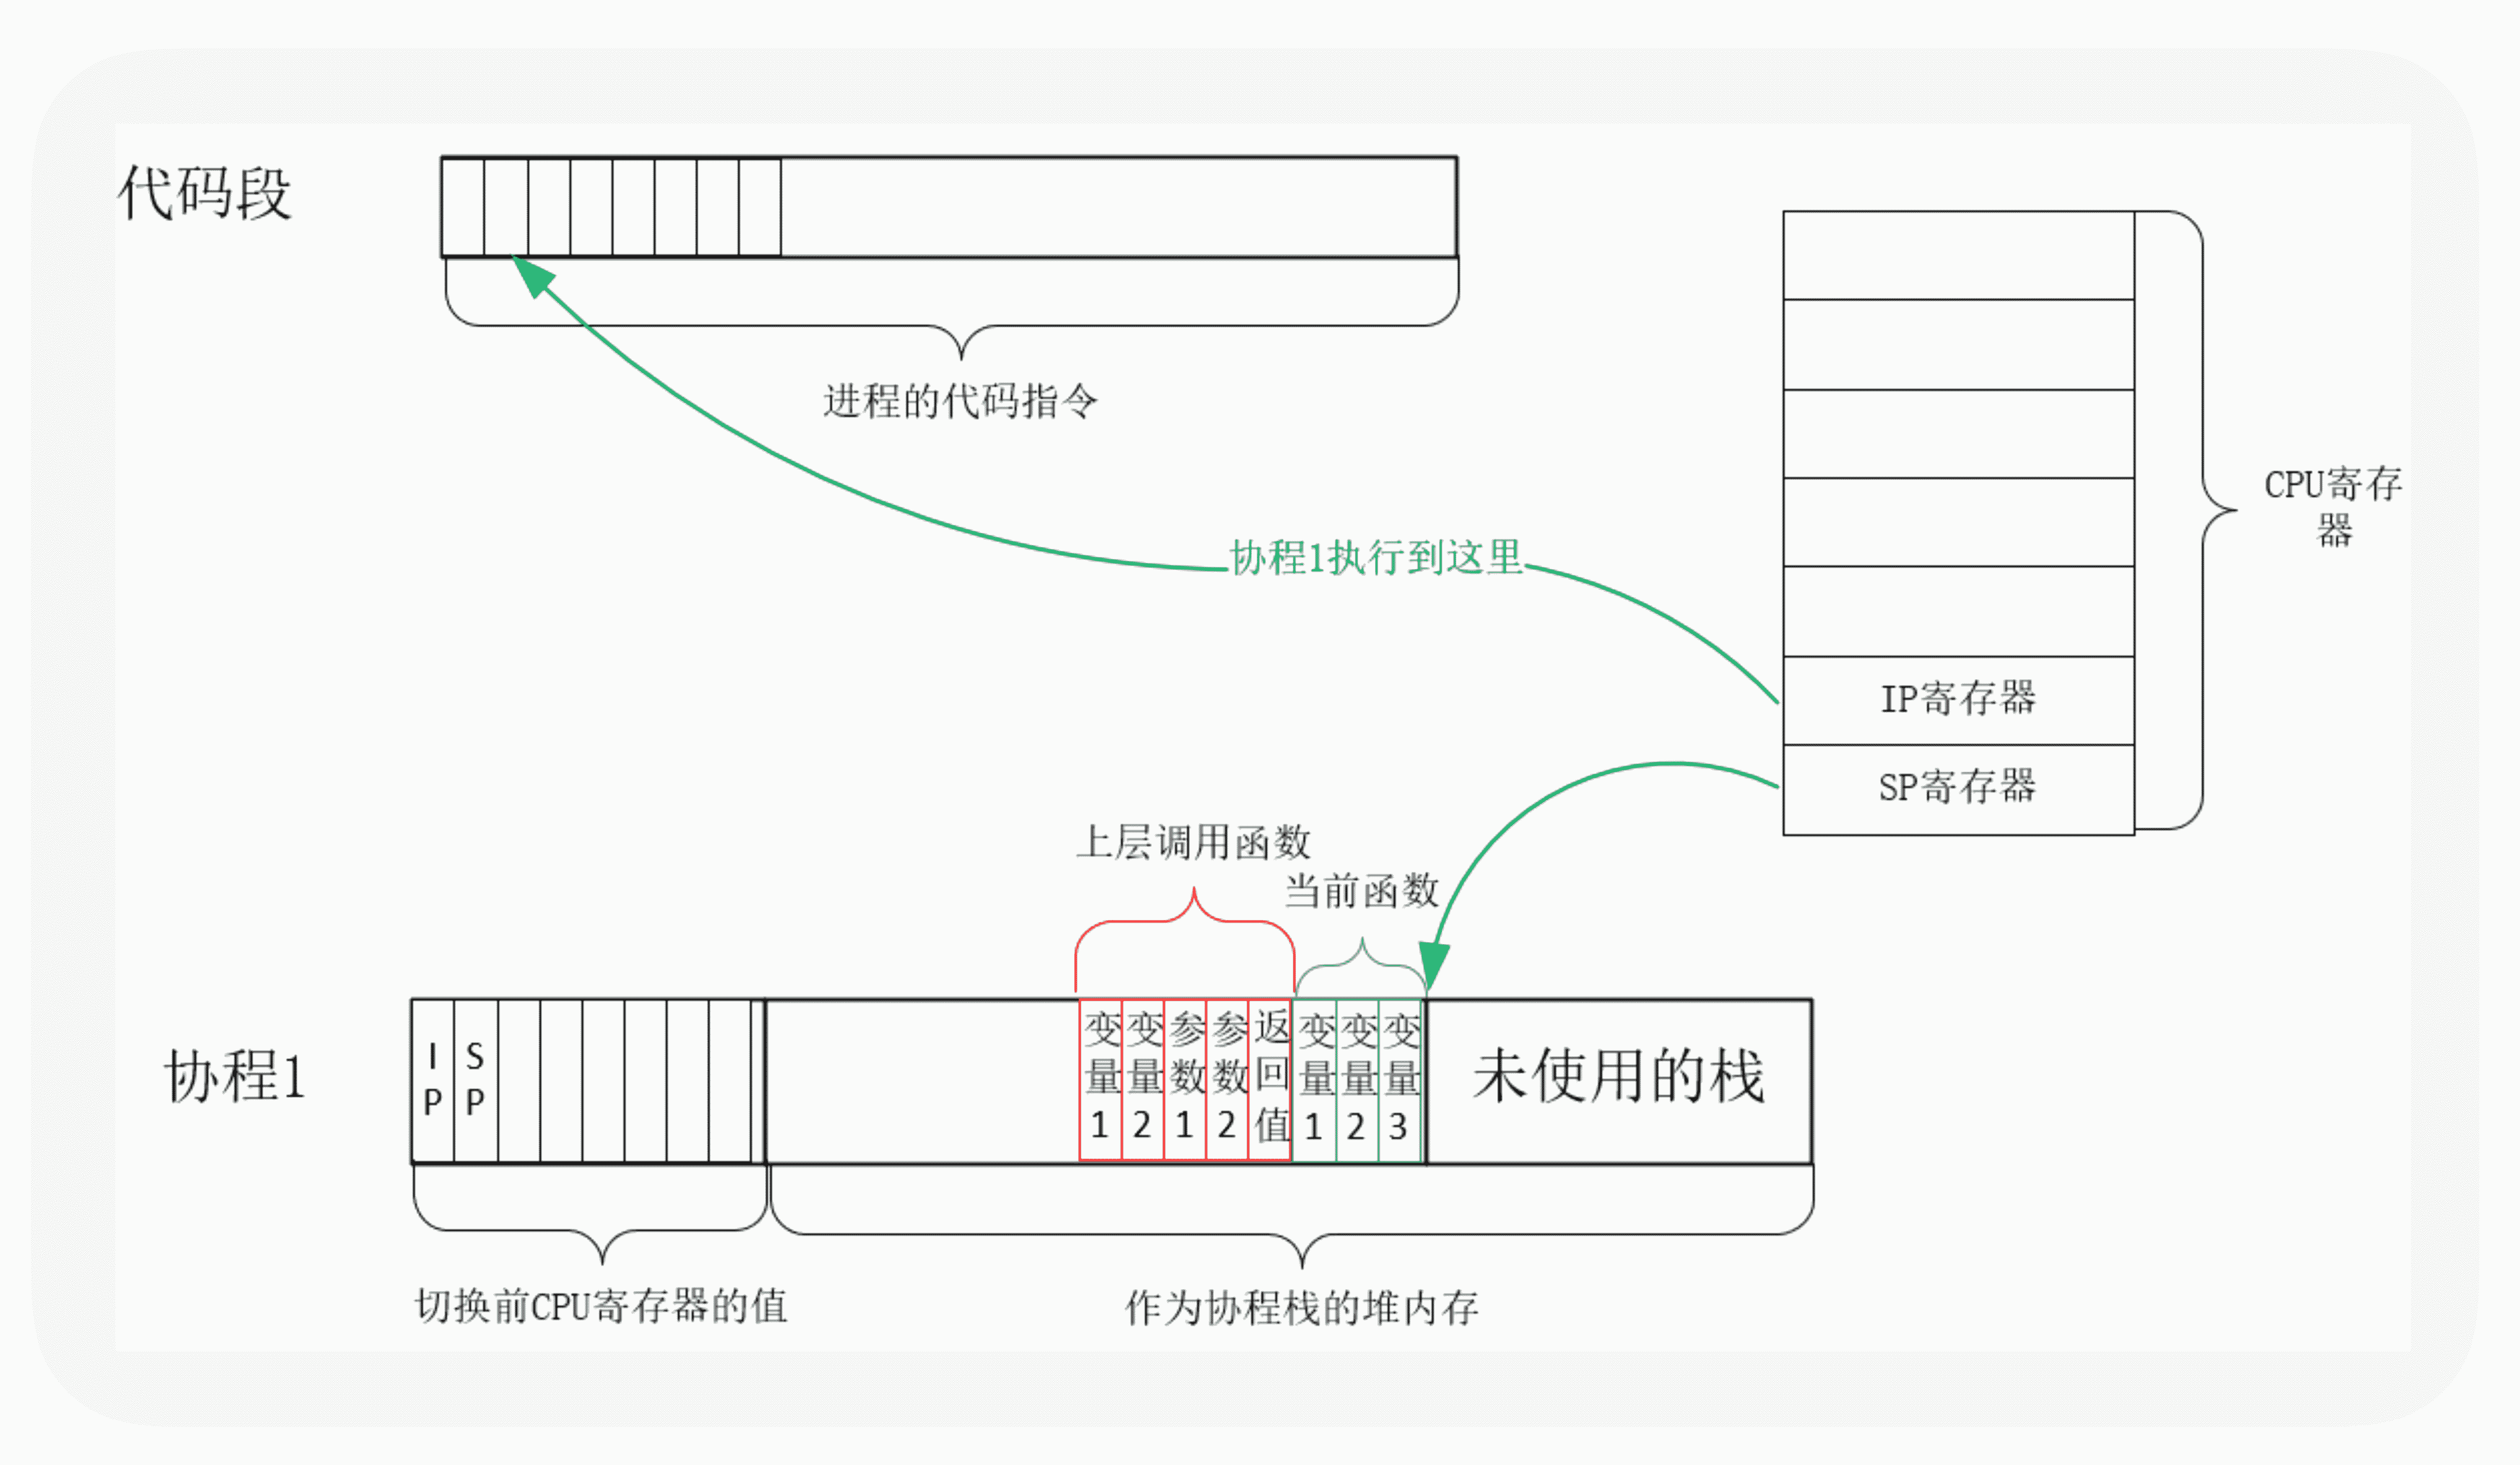 代码段
进程的代码指令
CPU寄存
器
协程1执行到这里
IP寄存器
SP寄存器
上层调用函数
当前函数
协程1
IP
SP
变量1
变量2
参数1
参数2
返回值
变量1
变量2
变量3
未使用的栈
切换前CPU寄存器的值
作为协程栈的堆内存